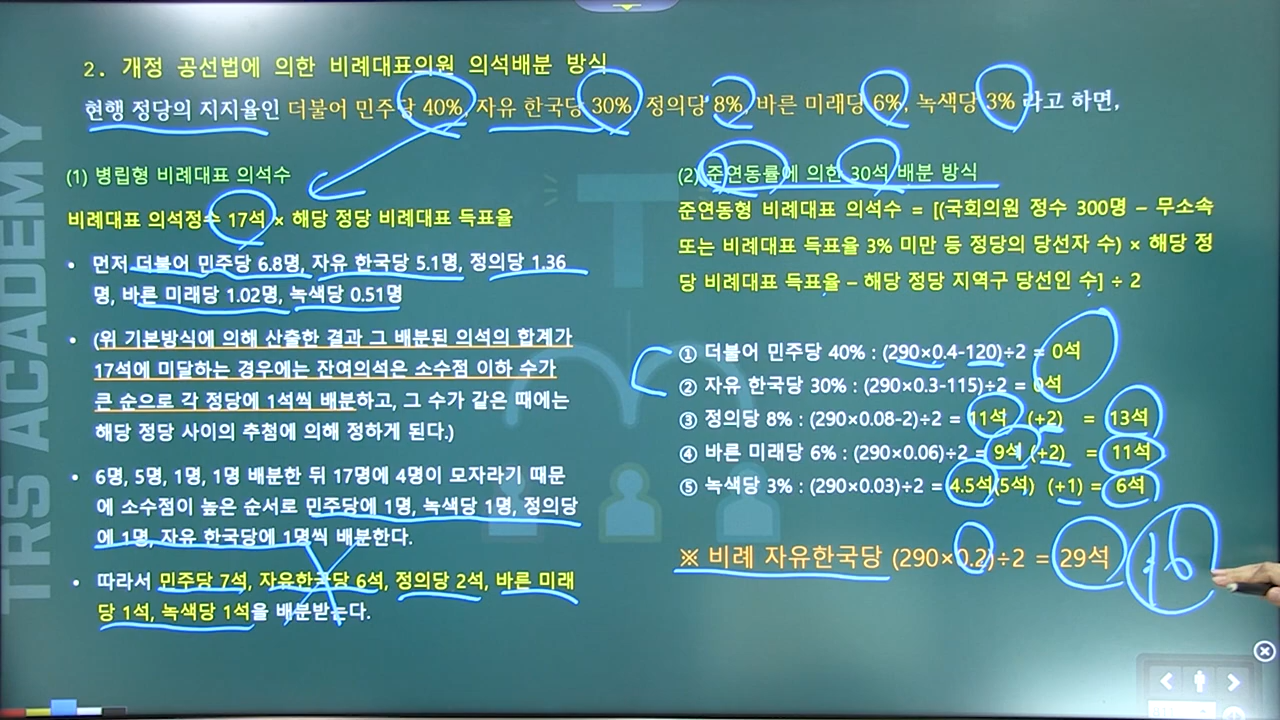 2. 개정 공선법에 의한 비례대표의원 의석배분 방식
현행 정당의 지지율인 더불어 민주당 40%, 자유 한국당 30%, 정의당 8%, 바른 미래당 6%, 녹색당 3% 라고 하면,
(1) 병립형 비례대표 의석수
비례대표 의석정수 17석 × 해당 정당 비례대표 득표율
• 먼저 더불어 민주당 6.8명, 자유 한국당 5.1명, 정의당 1.36
명, 바른 미래당 1.02명, 녹색당 0.51명
• (위 기본방식에 의해 산출한 결과 그 배분된 의석의 합계가
17석에 미달하는 경우에는 잔여의석은 소수점 이하 수가
큰 순으로 각 정당에 1석씩 배분하고, 그 수가 같은 때에는
해당 정당 사이의 추첨에 의해 정하게 된다.)
• 6명, 5명, 1명, 1명 배분한 뒤 17명에 4명이 모자라기 때문
에 소수점이 높은 순서로 민주당에 1명, 녹색당 1명, 정의당
에 1명, 자유 한국당에 1명씩 배분한다.
• 따라서 민주당 7석, 자유한국당 6석, 정의당 2석, 바른 미래
당 1석, 녹색당 1석을 배분받는다.
(2) 준연동률에 의한 30석 배분 방식
준연동형 비례대표 의석수 = [(국회의원 정수 300명 – 무소속
또는 비례대표 득표율 3% 미만 등 정당의 당선자 수) × 해당 정
당 비례대표 득표율 – 해당 정당 지역구 당선인 수] ÷ 2
① 더불어 민주당 40% : (290×0.4-120)÷2 = 0석
② 자유 한국당 30% : (290×0.3-115)÷2 = 0석
③ 정의당 8% : (290×0.08-2)÷2 = 11석 (+2) = 13석
④ 바른 미래당 6% : (290×0.06)÷2 = 9석 (+2) = 11석
⑤ 녹색당 3% : (290×0.03)÷2 = 4.5석(5석) (+1) = 6석
※ 비례 자유한국당 (290×0.2)÷2 = 29석
TRS ACADEMY